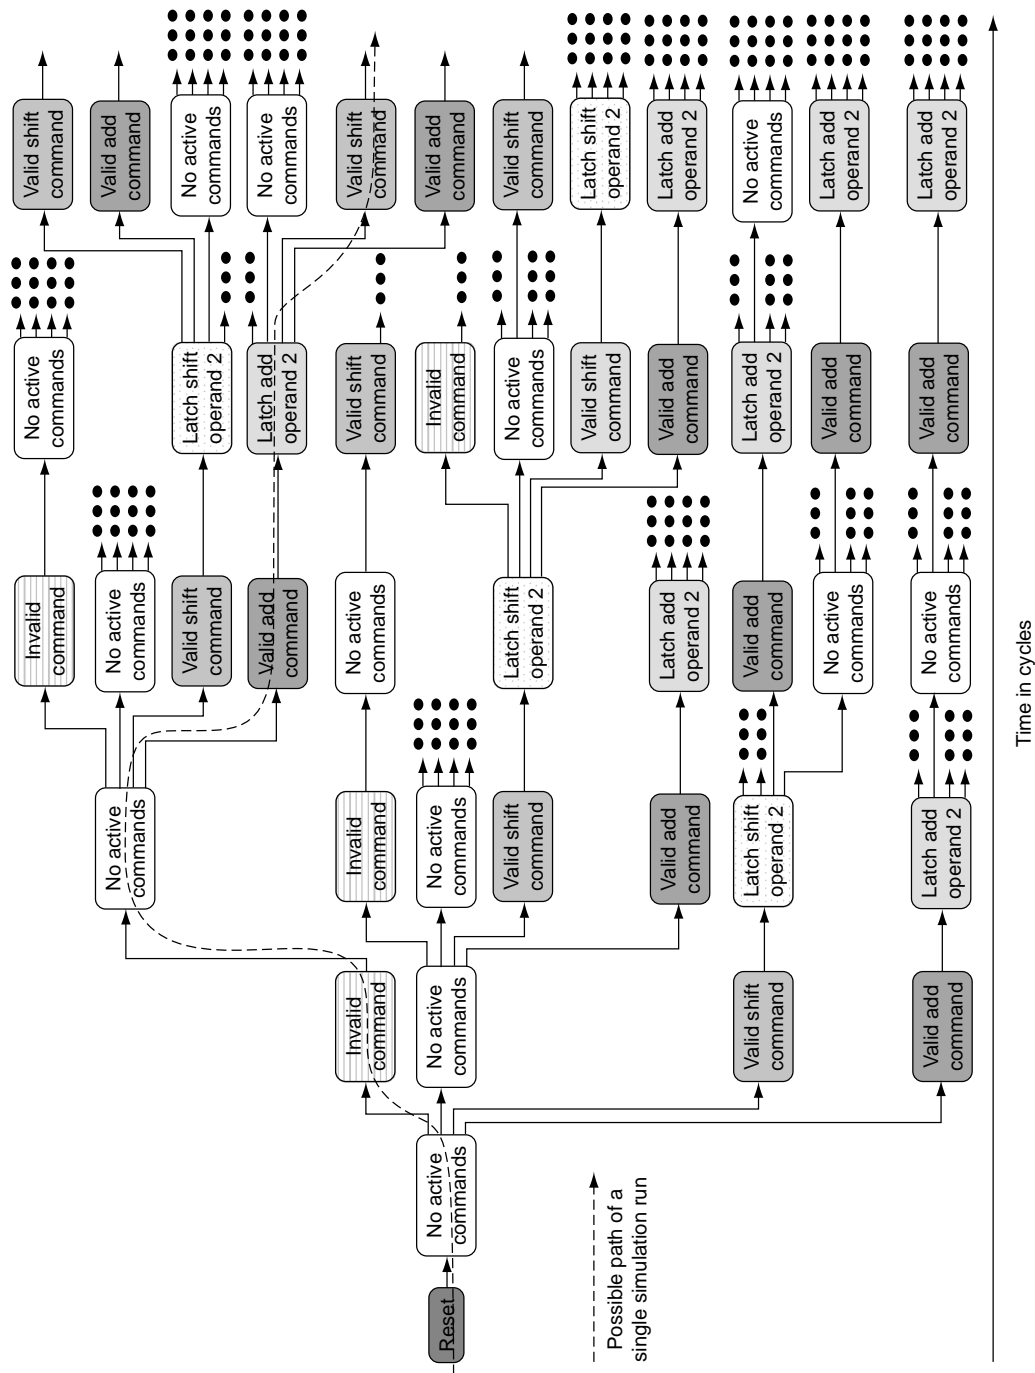 Reset
No active
commands
Invalid
command
No active
commands
Valid shift
command
Valid add
command
No active
commands
Invalid
command
No active
commands
Valid shift
command
Valid add
command
Latch shift
operand 2
Latch add
operand 2
Invalid
command
No active
commands
Valid shift
command
Valid add
command
No active
commands
Latch shift
operand 2
Latch add
operand 2
Valid add
command
No active
commands
No active
commands
No active
commands
Latch shift
operand 2
Latch add
operand 2
Valid shift
command
Invalid
command
No active
commands
Valid shift
command
Valid add
command
Latch add
operand 2
Valid add
command
Valid add
command
Valid shift
command
Valid add
command
No active
commands
No active
commands
Valid shift
command
Valid add
command
Valid shift
command
Latch shift
operand 2
Latch add
operand 2
No active
commands
Latch add
operand 2
Latch add
operand 2
Possible path of a
single simulation run
Time in cycles